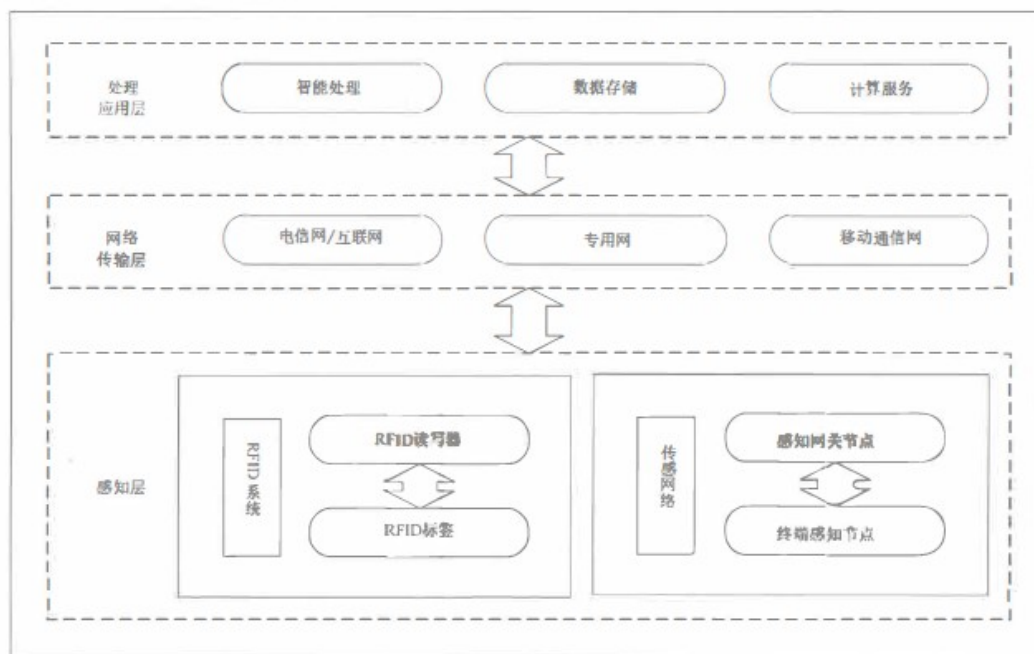 处理
应用层
智能处理
数据存储
计算服务
网络
传输层
电信网/互联网
专用网
移动通信网
感知层
RFID系统
RFID读写器
RFID标签
传感网络
感知网关节点
终端感知节点